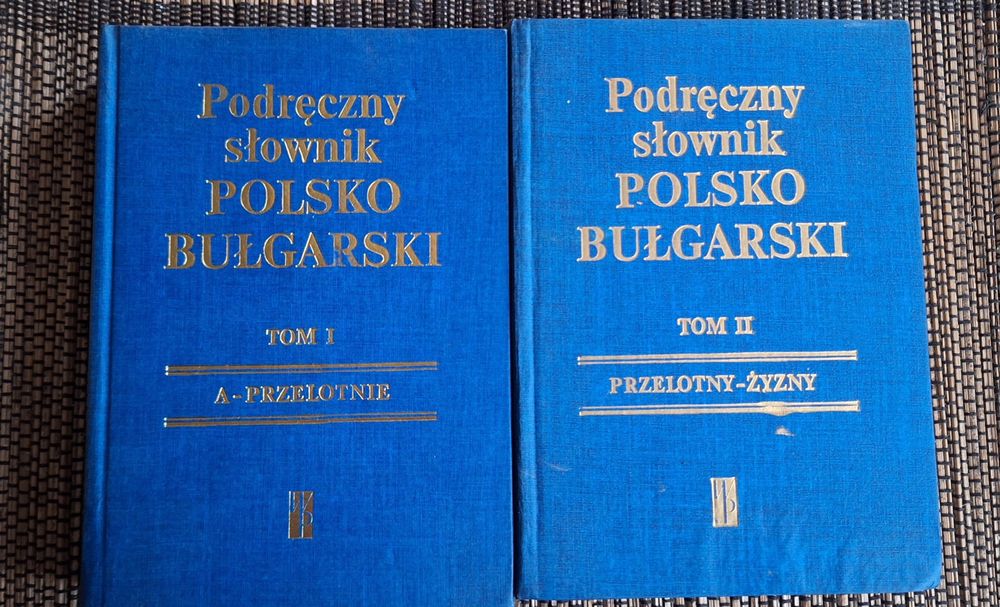 Podręczny
słownik
POLSKO
BUŁGARSKI
TOM I
A-PRZELOTNIE
Podręczny
słownik
POLSKO
BUŁGARSKI
TOM II
PRZELOTNY-ŻYZNY